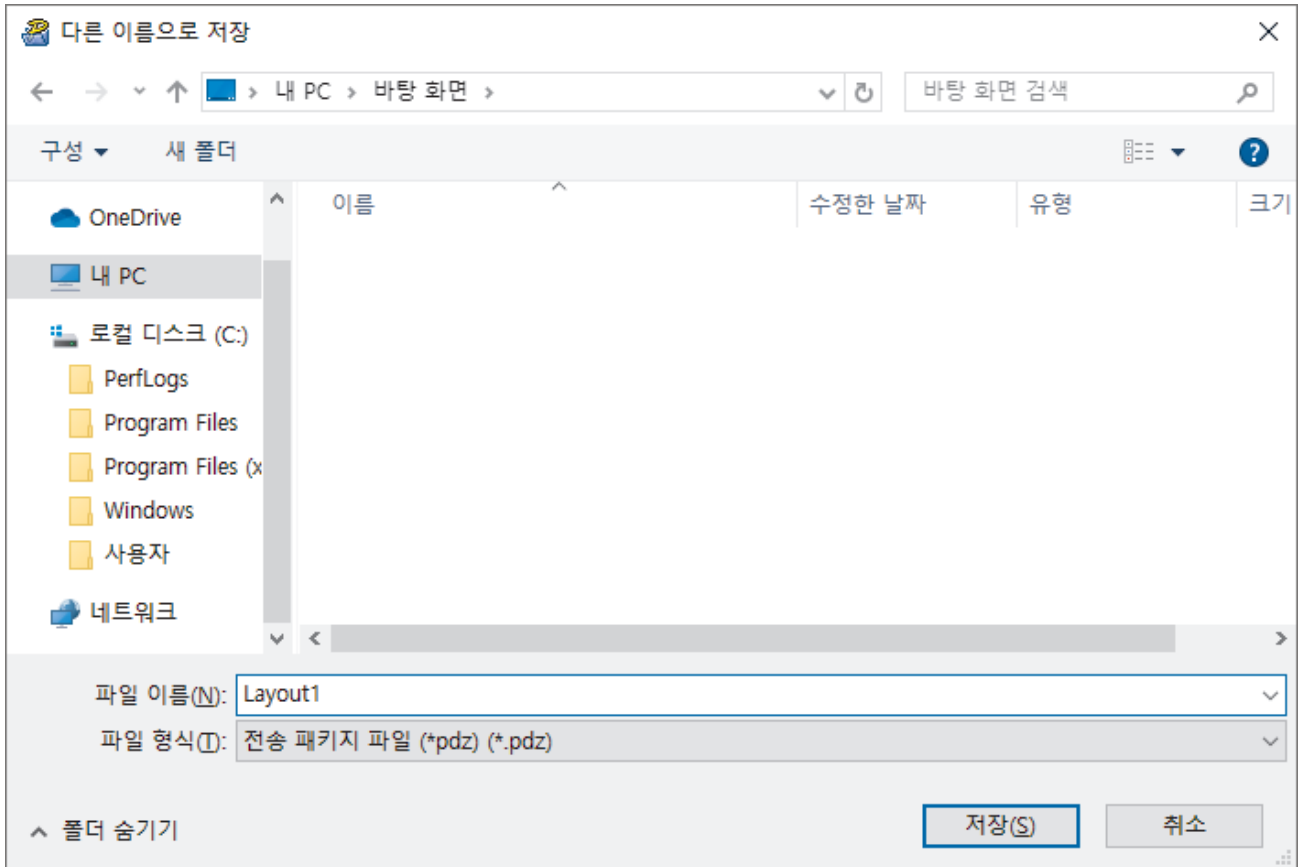 다른 이름으로 저장
내 PC > 바탕 화면 >
바탕 화면 검색
구성
새 폴더
이름
수정한 날짜
유형
크기
OneDrive
내 PC
로컬 디스크 (C:)
PerfLogs
Program Files
Program Files (x
Windows
사용자
네트워크
파일 이름(N): Layout1
파일 형식(T): 전송 패키지 파일 (*pdz) (*.pdz)
폴더 숨기기
저장(S)
취소